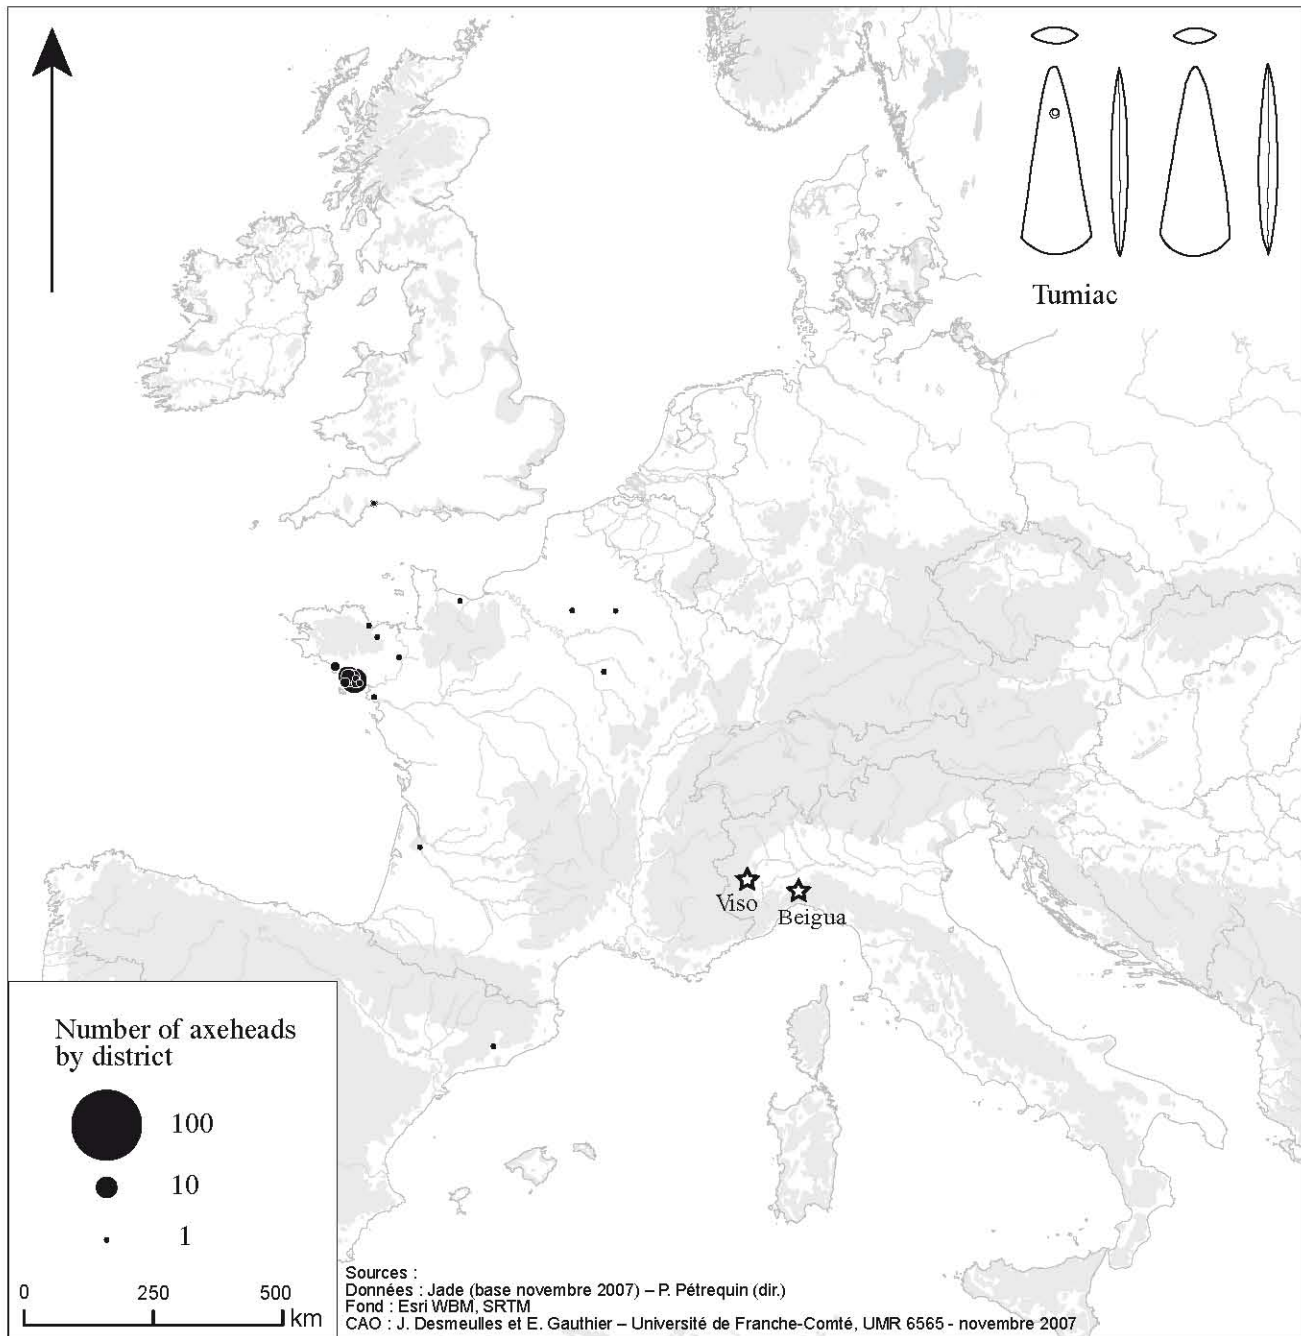 Tumiac
Viso
Beigua
Number of axeheads
by district
100
10
1
0 250 500
km
Sources :
Données : Jade (base novembre 2007) – P. Pétrequin (dir.)
Fond : Esri WBM, SRTM
CAO : J. Desmeulles et E. Gauthier – Université de Franche-Comté, UMR 6565 - novembre 2007